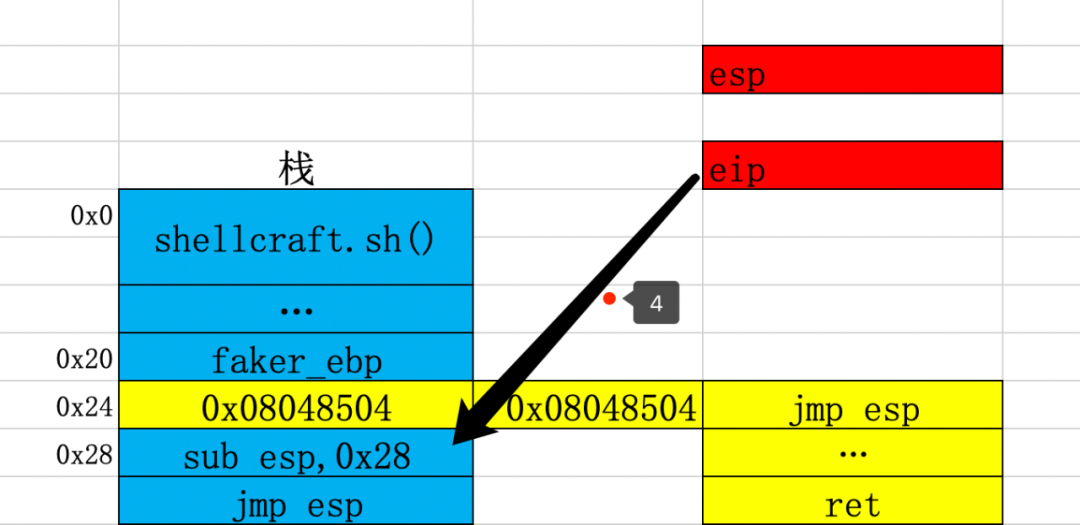 esp
栈
eip
0x0
shellcraft.sh()
...
4
0x20
faker_ebp
0x24
0x08048504
0x08048504
jmp esp
0x28
sub esp,0x28
...
jmp esp
ret